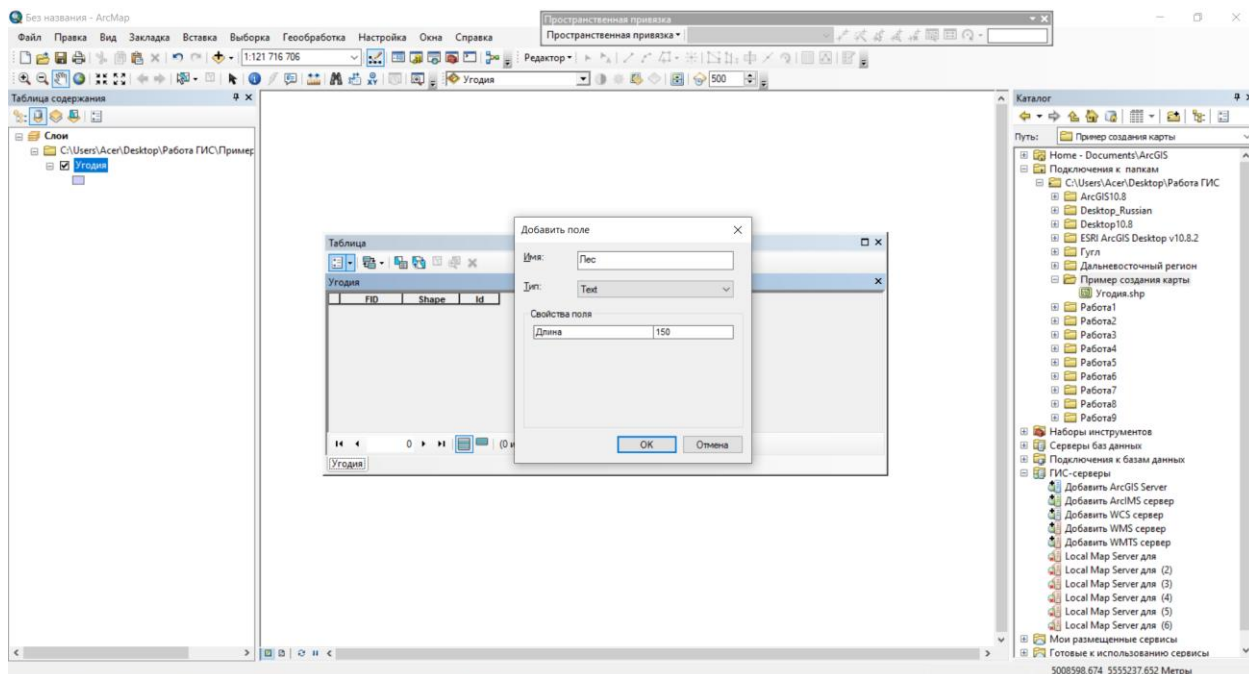 Без названия - ArcMap
Файл Правка Вид Закладка Вставка Выборка Геообработка Настройка Окна Справка
Пространственная привязка
Пространственная привязка
1:121 716 706
Редактор
Угодия
500
Таблица содержания
Слои
C:\Users\Acer\Desktop\Работа ГИС\Пример
Угодия
Таблица
Угодия
FID Shape Id
0
(0 и
Угодия
Добавить поле
Имя:
Лес
Тип:
Text
Свойства поля
Длина 150
OK Отмена
Каталог
Путь: Пример создания карты
Home - Documents\ArcGIS
Подключения к папкам
C:\Users\Acer\Desktop\Работа ГИС
ArcGIS10.8
Desktop_Russian
Desktop10.8
ESRI ArcGIS Desktop v10.8.2
Гугл
Дальневосточный регион
Пример создания карты
Угодия.shp
Работа1
Работа2
Работа3
Работа4
Работа5
Работа6
Работа7
Работа8
Работа9
Наборы инструментов
Серверы баз данных
Подключения к базам данных
ГИС-серверы
Добавить ArcGIS Server
Добавить ArcIMS сервер
Добавить WCS сервер
Добавить WMS сервер
Добавить WMTS сервер
Local Map Server для
Local Map Server для (2)
Local Map Server для (3)
Local Map Server для (4)
Local Map Server для (5)
Local Map Server для (6)
Мои размещенные сервисы
Готовые к использованию сервисы
5008598,674 5555237,652 Метры